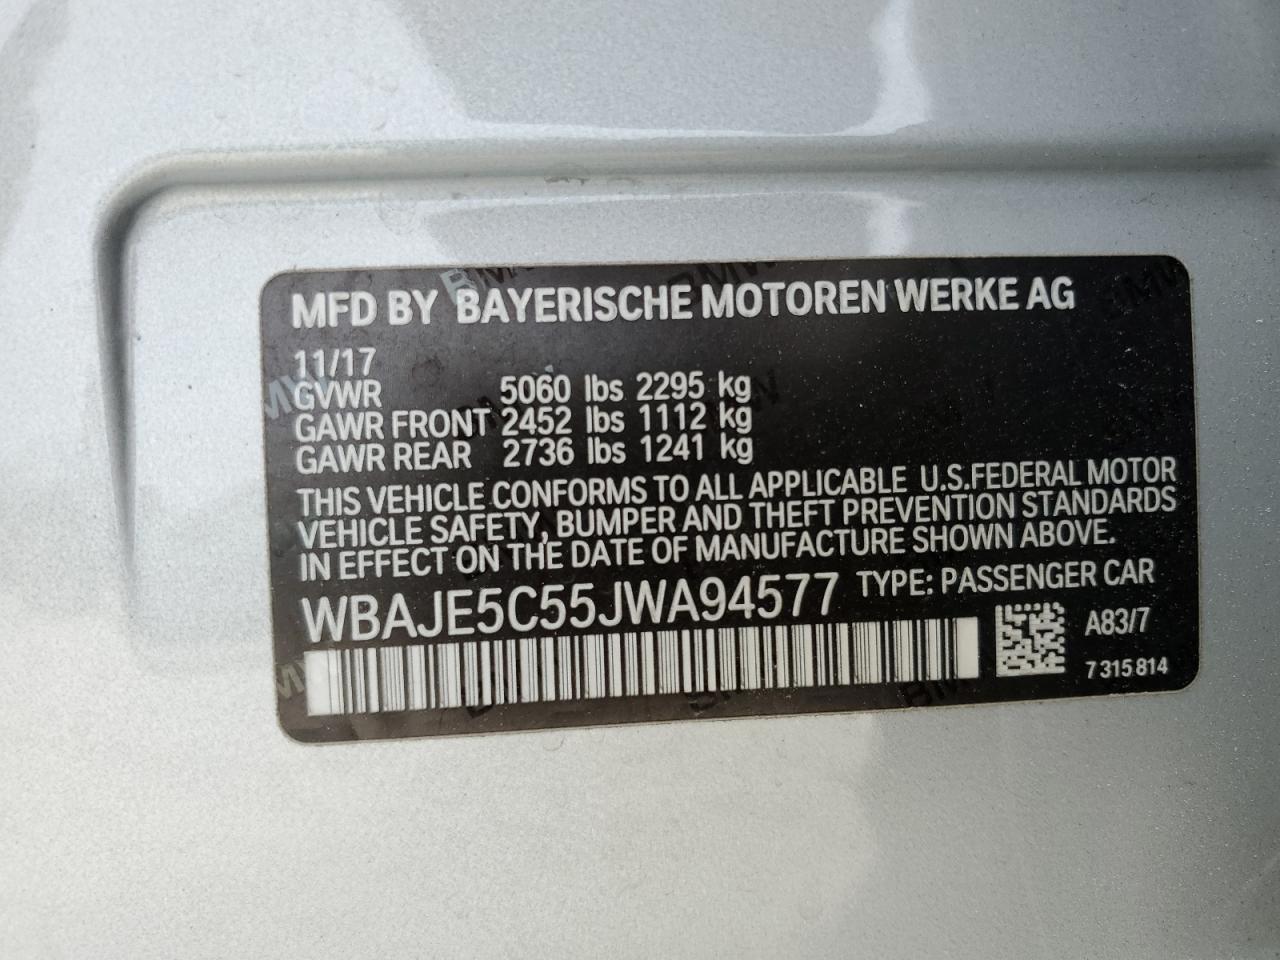 MFD BY BAYERISCHE MOTOREN WERKE AG
11/17
GVWR 5060 lbs 2295 kg
GAWR FRONT 2452 lbs 1112 kg
GAWR REAR 2736 lbs 1241 kg
THIS VEHICLE CONFORMS TO ALL APPLICABLE U.S.FEDERAL MOTOR
VEHICLE SAFETY, BUMPER AND THEFT PREVENTION STANDARDS
IN EFFECT ON THE DATE OF MANUFACTURE SHOWN ABOVE.
WBAJE5C55JWA94577 TYPE: PASSENGER CAR
A83/7
7 315 814